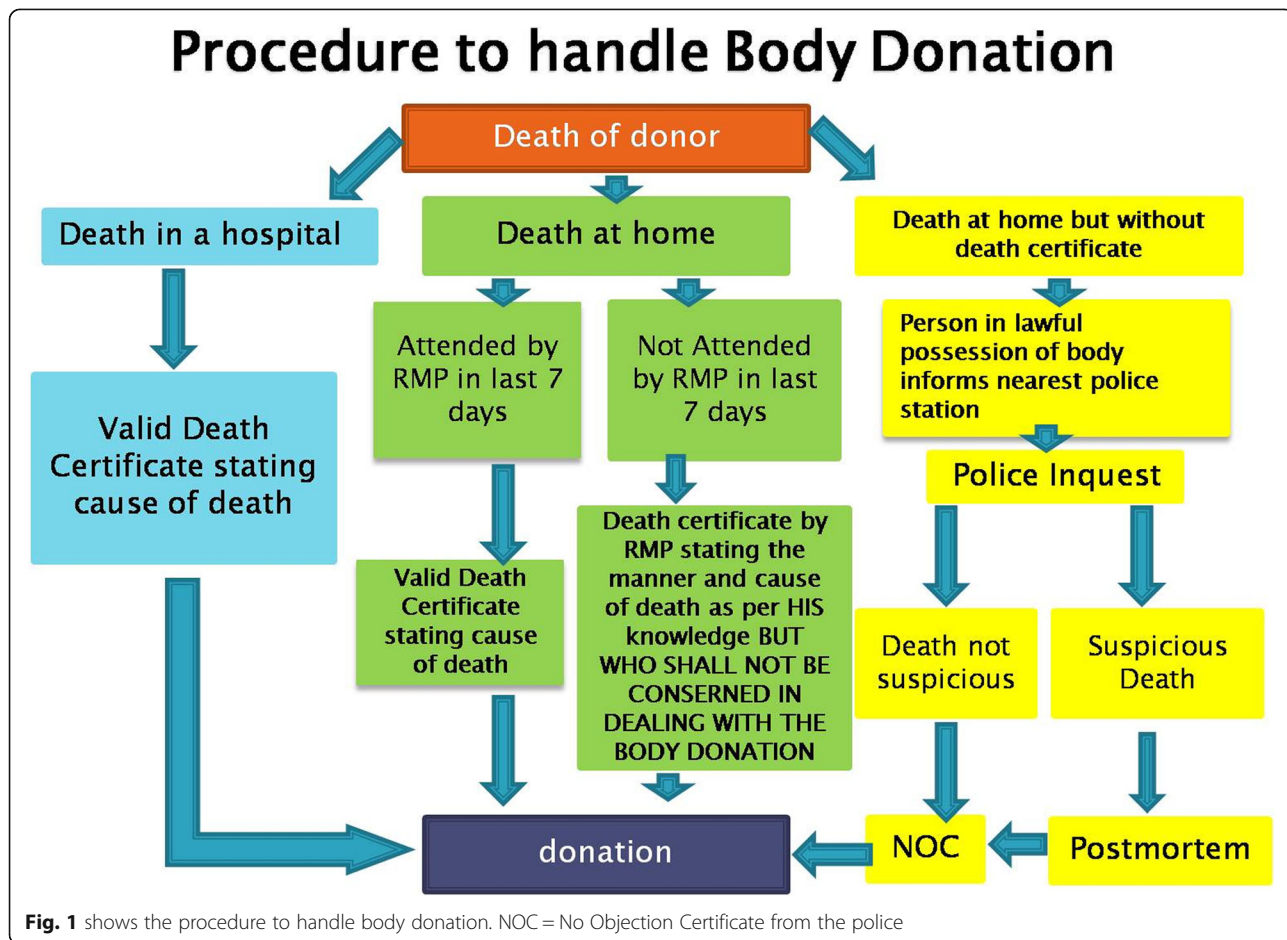 Procedure to handle Body Donation
Death of donor
Death in a hospital
Valid Death
Certificate stating
cause of death
Death at home
Attended by
RMP in last 7
days
Valid Death
Certificate
stating cause
of death
Not Attended
by RMP in last
7 days
Death certificate by
RMP stating the
manner and cause
of death as per HIS
knowledge BUT
WHO SHALL NOT BE
CONSERNED IN
DEALING WITH THE
BODY DONATION
Death at home but without
death certificate
Person in lawful
possession of body
informs nearest police
station
Police Inquest
Death not
suspicious
Suspicious
Death
Postmortem
NOC
donation
Fig. 1 shows the procedure to handle body donation. NOC = No Objection Certificate from the police